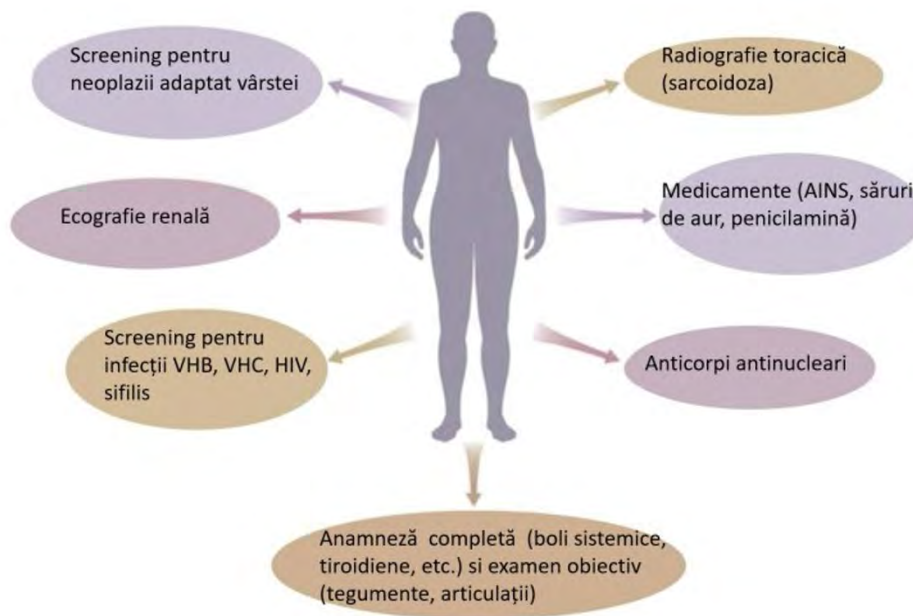 Screening pentru
neoplazii adaptat vârstei
Radiografie toracică
(sarcoidoza)
Ecografie renală
Medicamente (AINS, săruri
de aur, penicilamină)
Screening pentru
infecții VHB, VHC, HIV,
sifilis
Anticorpi antinucleari
Anamneză completă (boli sistemice,
tiroidiene, etc.) si examen obiectiv
(tegumente, articulații)